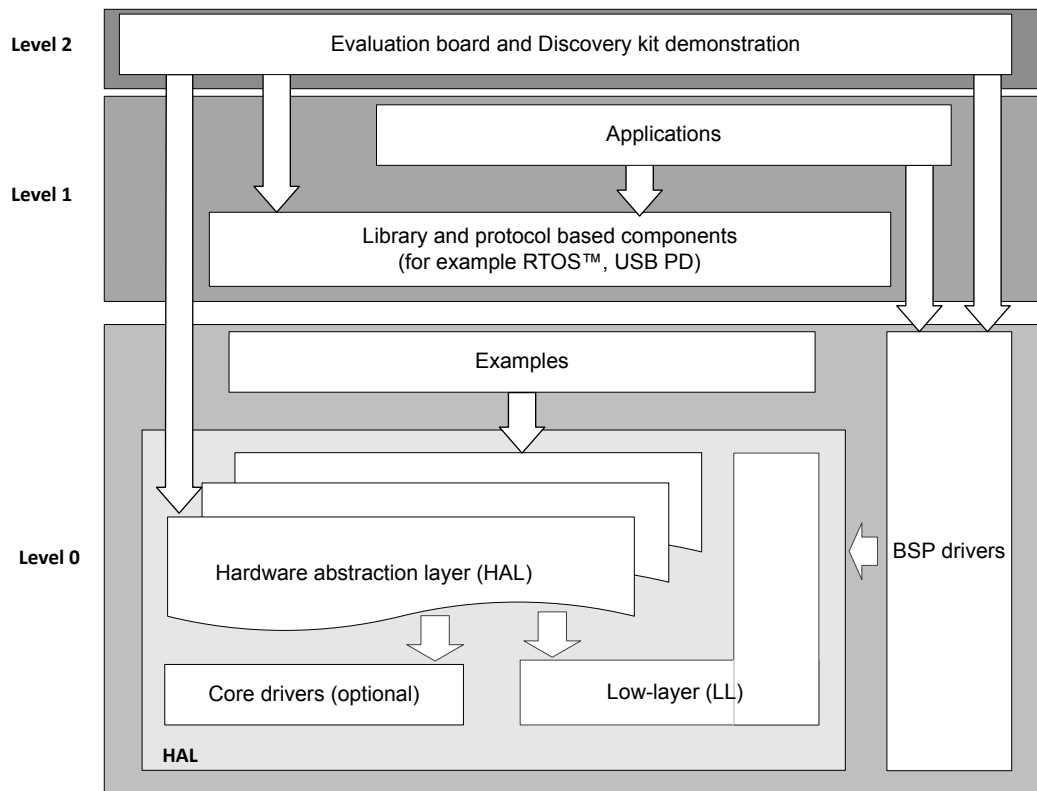 Level 2
Evaluation board and Discovery kit demonstration
Applications
Level 1
Library and protocol based components
(for example RTOS™, USB PD)
Examples
Level 0
BSP drivers
Hardware abstraction layer (HAL)
Core drivers (optional)
Low-layer (LL)
HAL